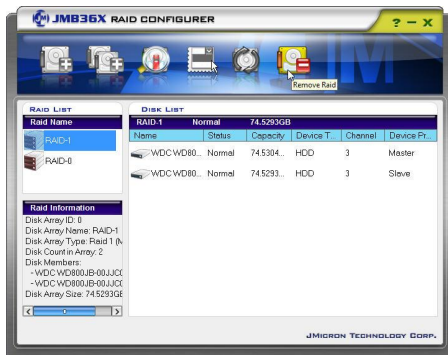 JMB36X RAID CONFIGURER
? – X
Remove Raid
RAID LIST
Raid Name
RAID-1
RAID-0
Raid Information
Disk Array ID: 0
Disk Array Name: RAID-1
Disk Array Type: Raid 1 (M
Disk Count in Array: 2
Disk Members:
- WDC WD800JB-00JJC0
- WDC WD800JB-00JJC0
Disk Array Size: 74.5293GB
DISK LIST
RAID-1 Normal 74.5293GB
Name Status Capacity Device T... Channel Device Pr...
WDC WD80... Normal 74.5304... HDD 3 Master
WDC WD80... Normal 74.5293... HDD 3 Slave
JMICRON TECHNOLOGY CORP.